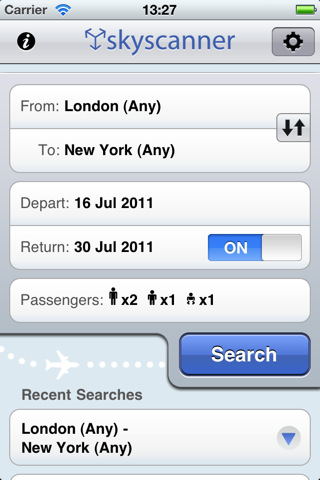 Carrier 13:27
i skyscanner
From: London (Any)
To: New York (Any)
Depart: 16 Jul 2011
Return: 30 Jul 2011 ON
Passengers: x2 x1 x1
Search
Recent Searches
London (Any) -
New York (Any)